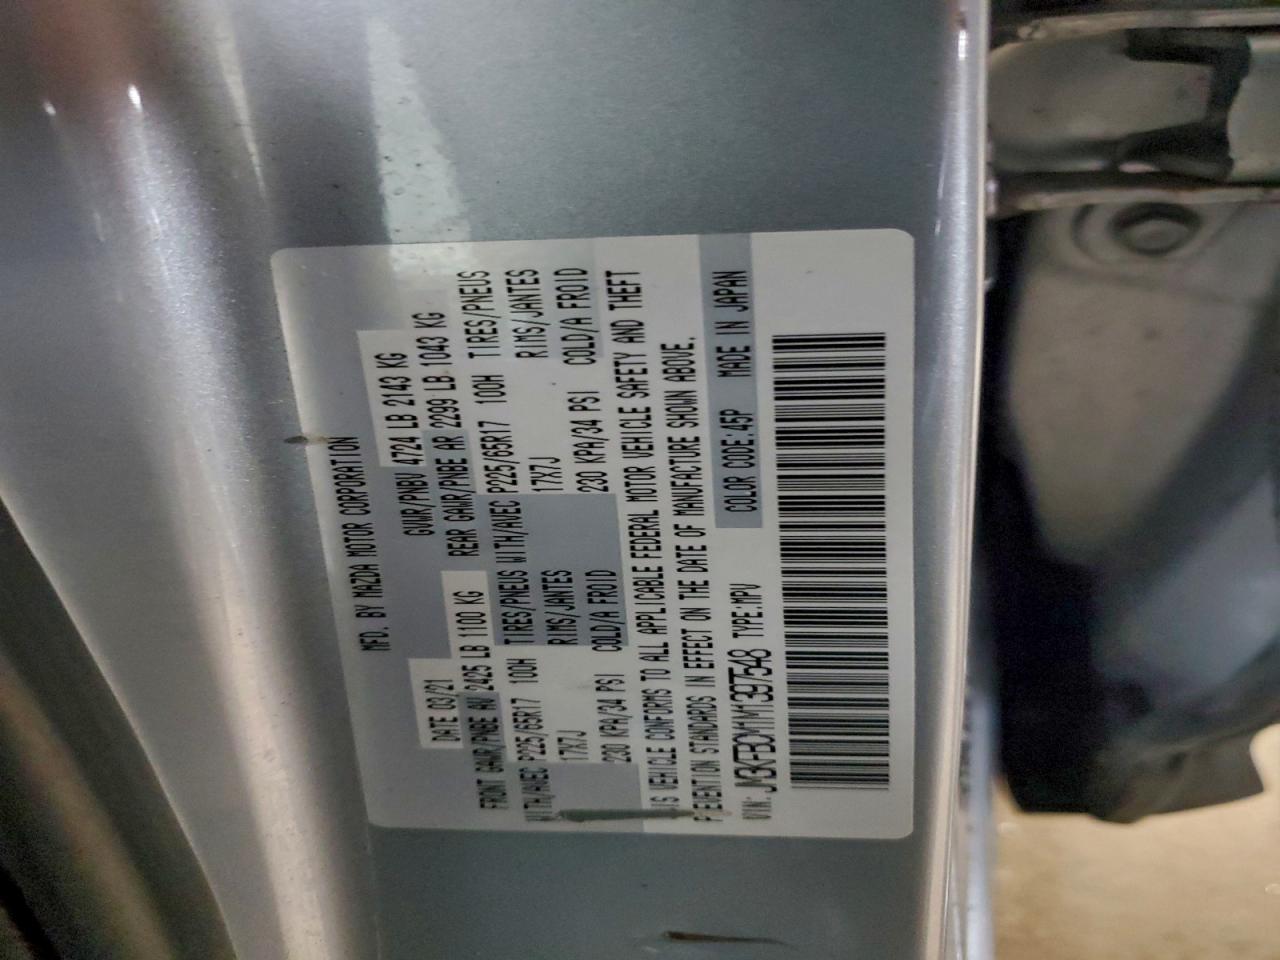 MFD. BY MAZDA MOTOR CORPORATION
DATE 03/21 GVWR/PNBV 4724 LB 2143 KG
FRONT GAWR/PNBE AV 2425 LB 1100 KG REAR GAWR/PNBE AR 2299 LB 1043 KG
WITH/AVEC P225/65R17 100H TIRES/PNEUS WITH/AVEC P225/65R17 100H TIRES/PNEUS
17X7J RIMS/JANTES 17X7J RIMS/JANTES
230 KPA/34 PSI COLD/A FROID 230 KPA/34 PSI COLD/A FROID
IS VEHICLE CONFORMS TO ALL APPLICABLE FEDERAL MOTOR VEHICLE SAFETY AND THEFT
P EVENTION STANDARDS IN EFFECT ON THE DATE OF MANUFACTURE SHOWN ABOVE.
VIN: JM3KFBDM1M1397548 TYPE:MPV COLOR CODE:45P MADE IN JAPAN